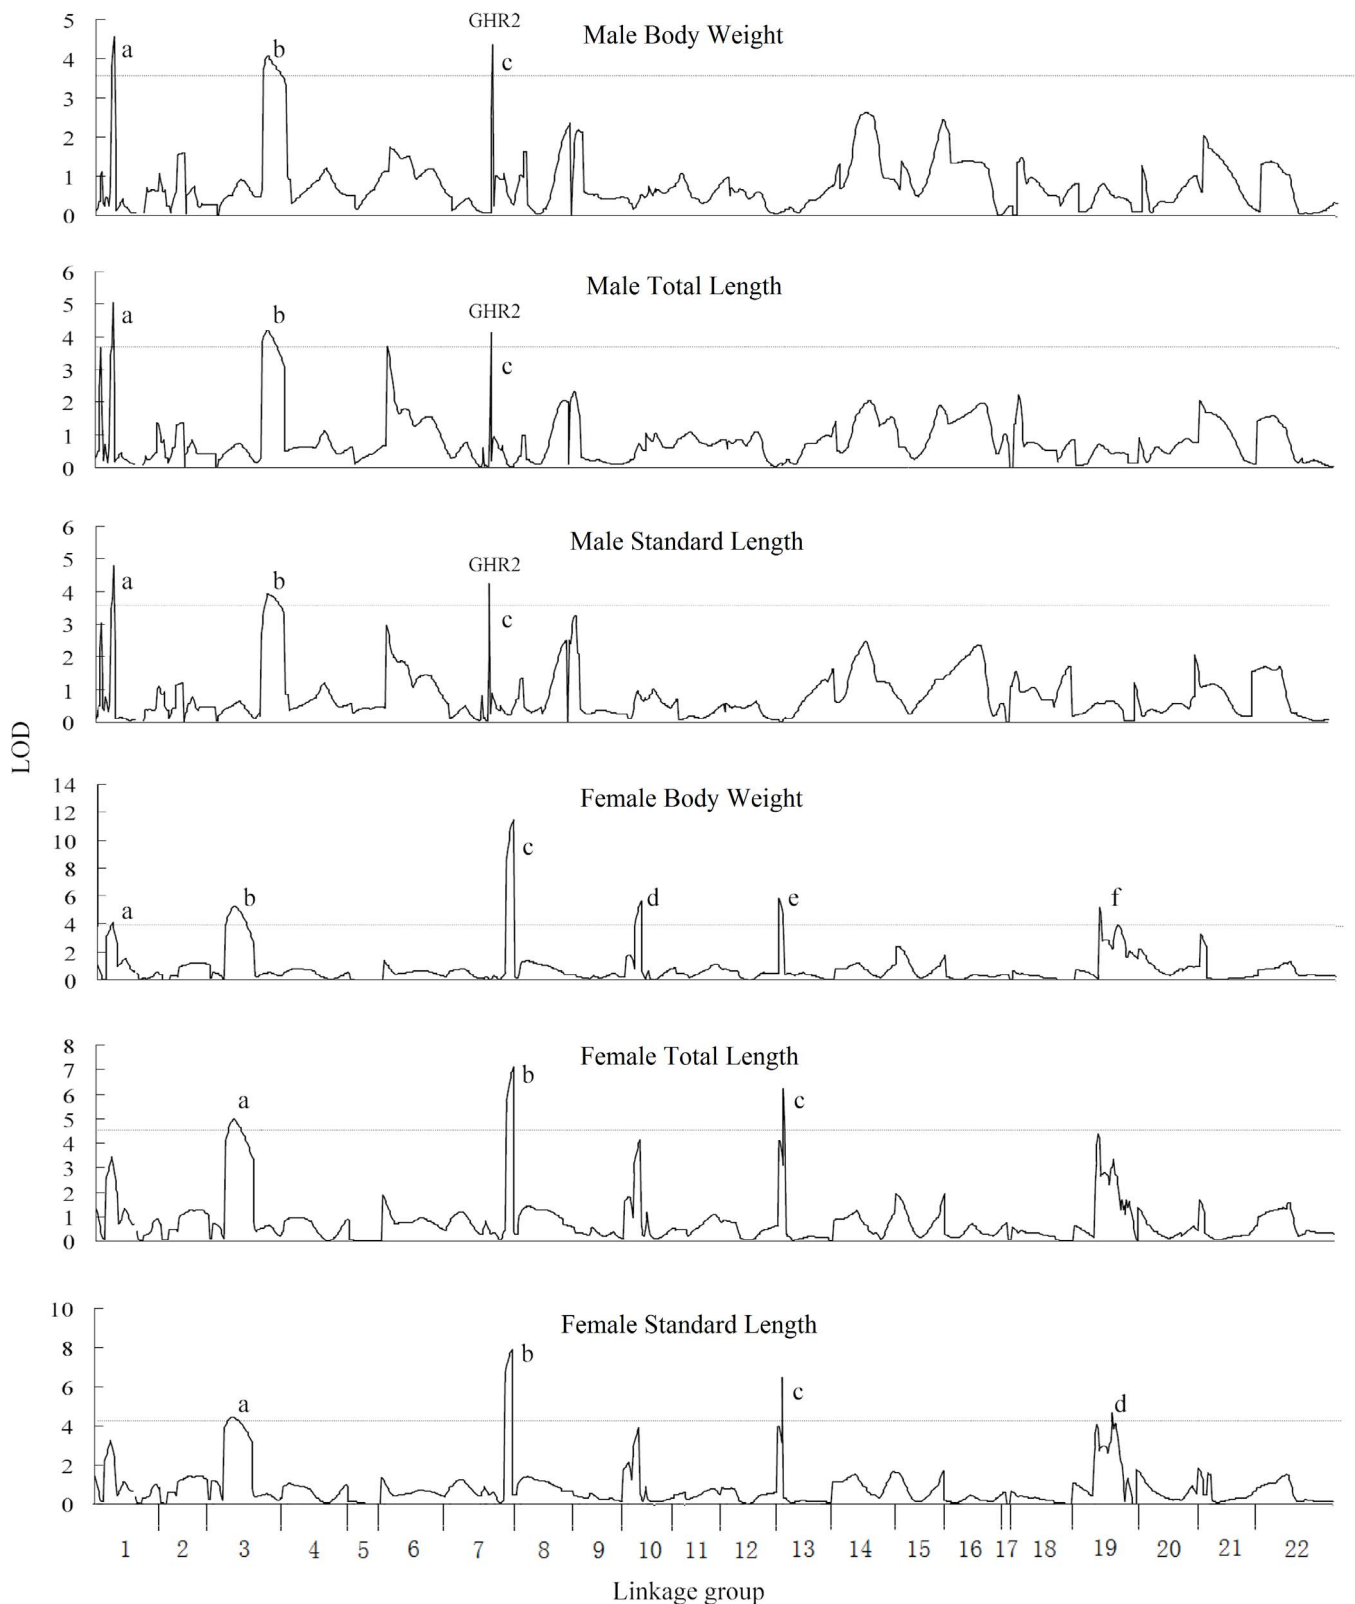 GHR2
Male Body Weight
5
4
3
2
1
0
a
b
c
Male Total Length
GHR2
6
5
4
3
2
1
0
a
b
c
Male Standard Length
GHR2
6
5
4
3
2
1
0
a
b
c
LOD
Female Body Weight
14
12
10
8
6
4
2
0
a
b
c
d
e
f
Female Total Length
8
7
6
5
4
3
2
1
0
a
b
c
Female Standard Length
10
8
6
4
2
0
a
b
c
d
1 2 3 4 5 6 7 8 9 10 11 12 13 14 15 16 17 18 19 20 21 22
Linkage group